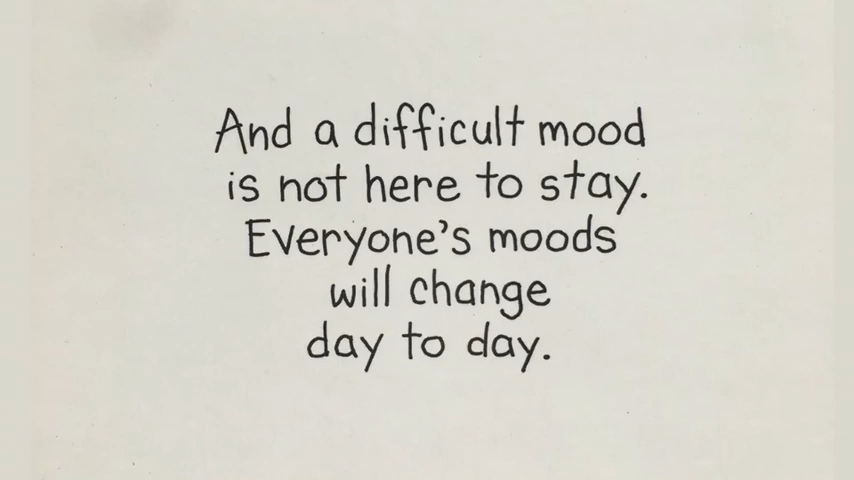 And a difficult mood
is not here to stay.
Everyone's moods
will change
day to day.